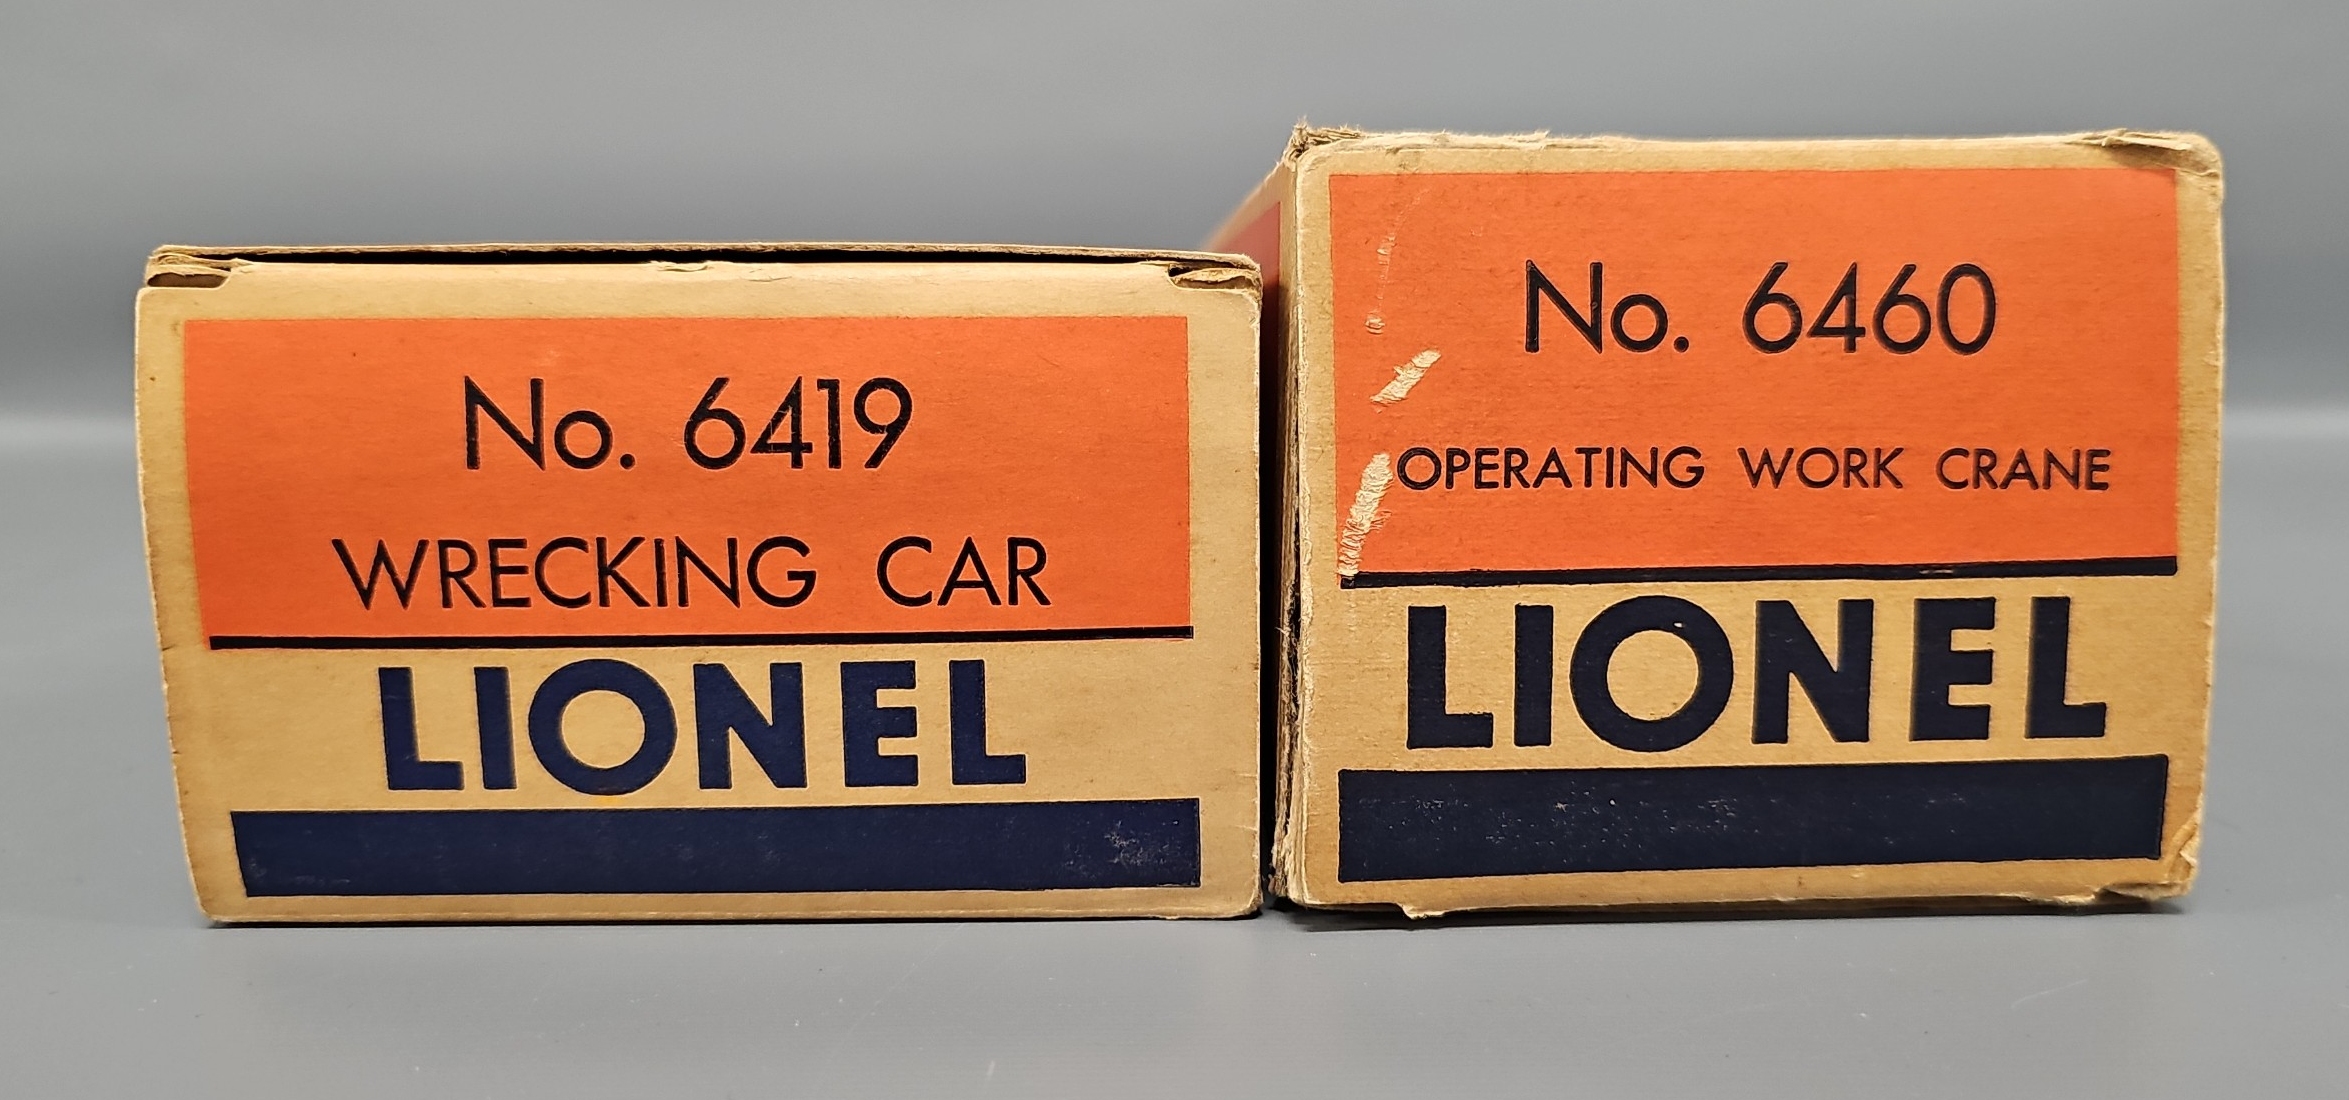 No. 6419
WRECKING CAR
LIONEL
No. 6460
OPERATING WORK CRANE
LIONEL